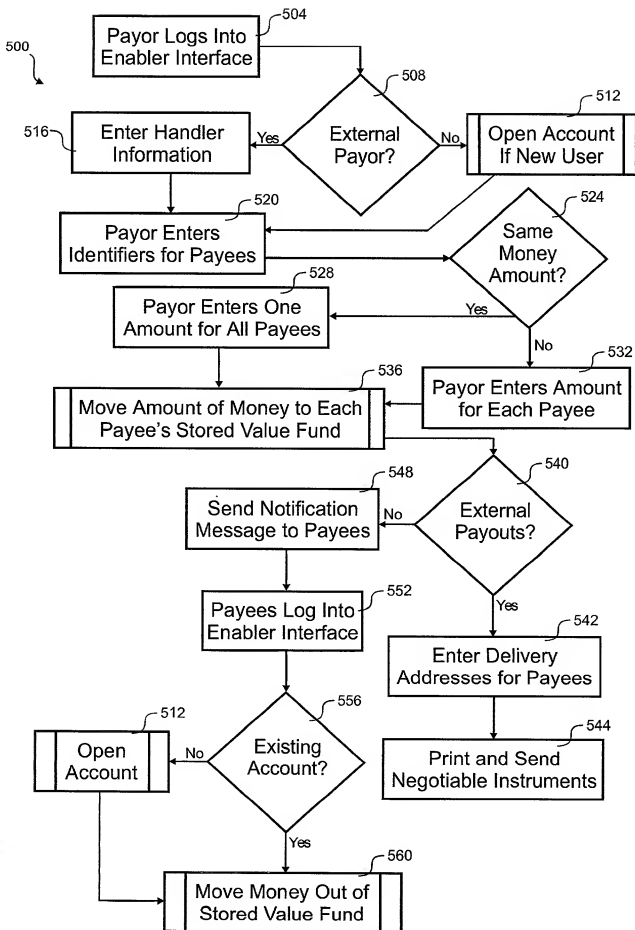 504
Payor Logs Into
Enabler Interface
500
508
External
Payor?
Yes
No
516
Enter Handler
Information
512
Open Account
If New User
520
Payor Enters
Identifiers for Payees
524
Same
Money
Amount?
Yes
No
528
Payor Enters One
Amount for All Payees
532
Payor Enters Amount
for Each Payee
536
Move Amount of Money to Each
Payee's Stored Value Fund
540
External
Payouts?
No
Yes
548
Send Notification
Message to Payees
552
Payees Log Into
Enabler Interface
542
Enter Delivery
Addresses for Payees
544
Print and Send
Negotiable Instruments
556
Existing
Account?
No
Yes
512
Open
Account
560
Move Money Out of
Stored Value Fund